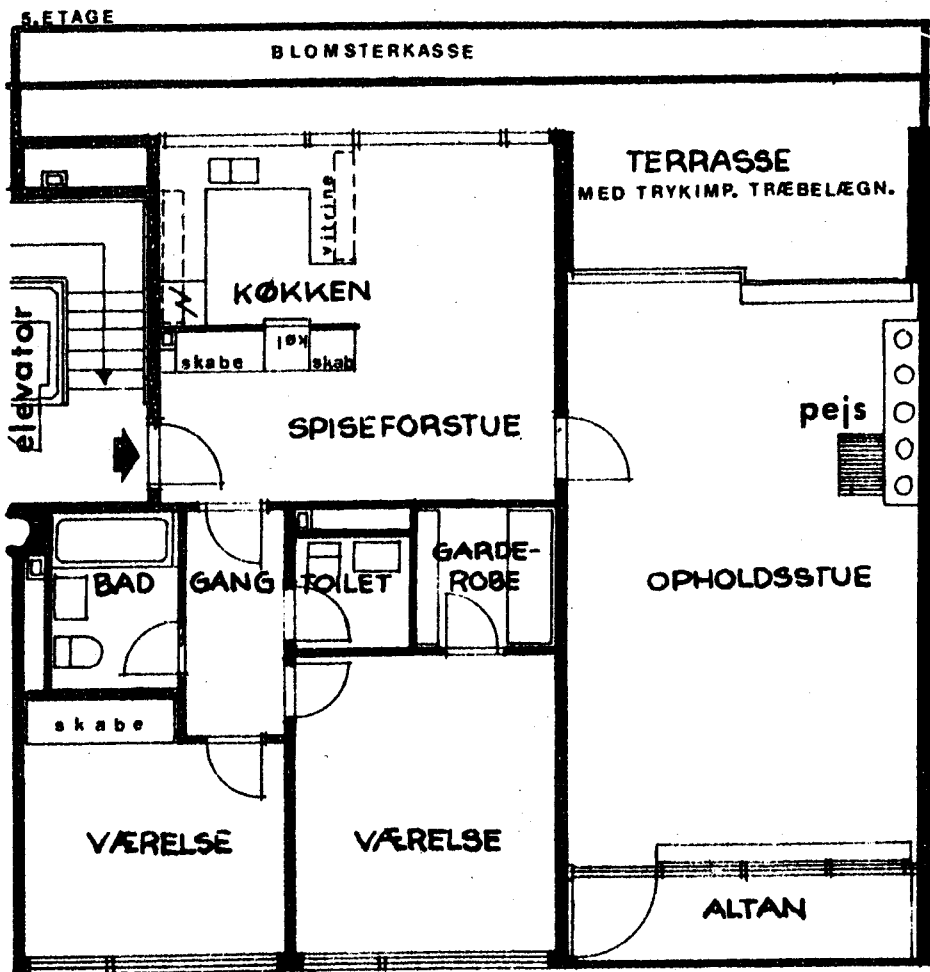 5.ETAGE
BLOMSTERKASSE
TERRASSE
MED TRYKIMP. TRÆBELÆGN.
vitrine
KØKKEN
élevator
skabe
køl
skab
pejs
SPISEFORSTUE
BAD
GANG
TOILET
GARDE-
ROBE
OPHOLDSSTUE
skabe
VÆRELSE
VÆRELSE
ALTAN